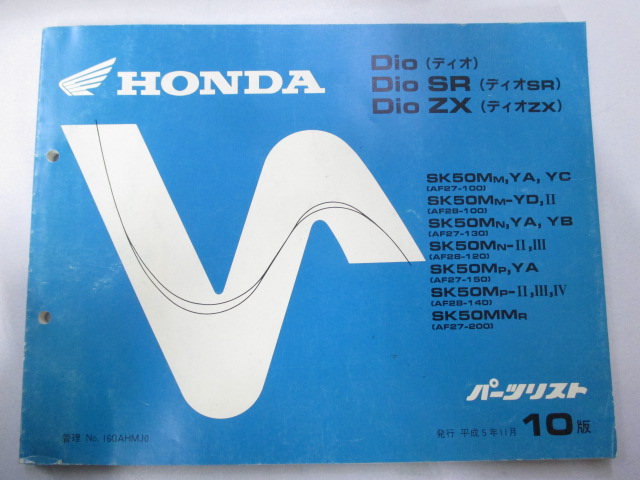 HONDA
Dio (ディオ)
Dio SR (ディオSR)
Dio ZX (ディオZX)
SK50MM, YA, YC
(AF27-100)
SK50MM-YD, II
(AF28-100)
SK50MN, YA, YB
(AF27-130)
SK50MN-II, III
(AF28-120)
SK50MP, YA
(AF27-150)
SK50MP-II, III, IV
(AF28-140)
SK50MMR
(AF27-200)
パーツリスト
管理 No. 160AHMJ0
発行 平成5年11月 10版